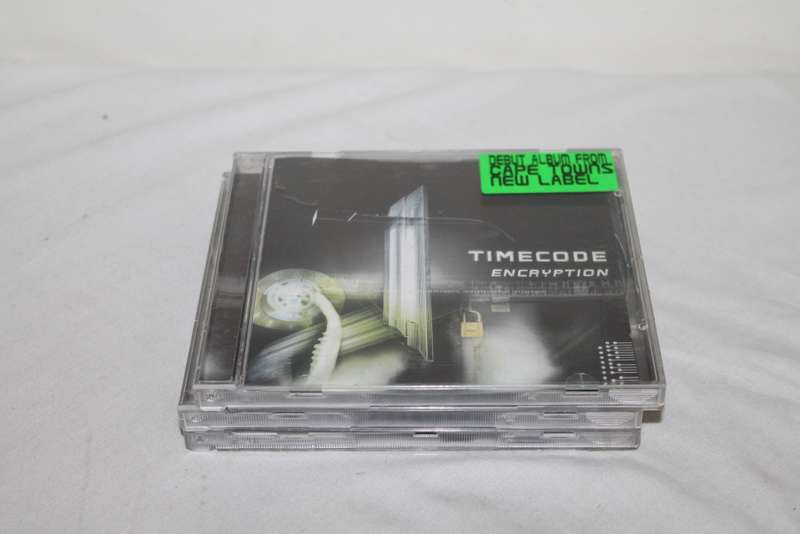 DEBUT ALBUM FROM
CAPE TOWNS
NEW LABEL
TIMECODE
ENCRYPTION